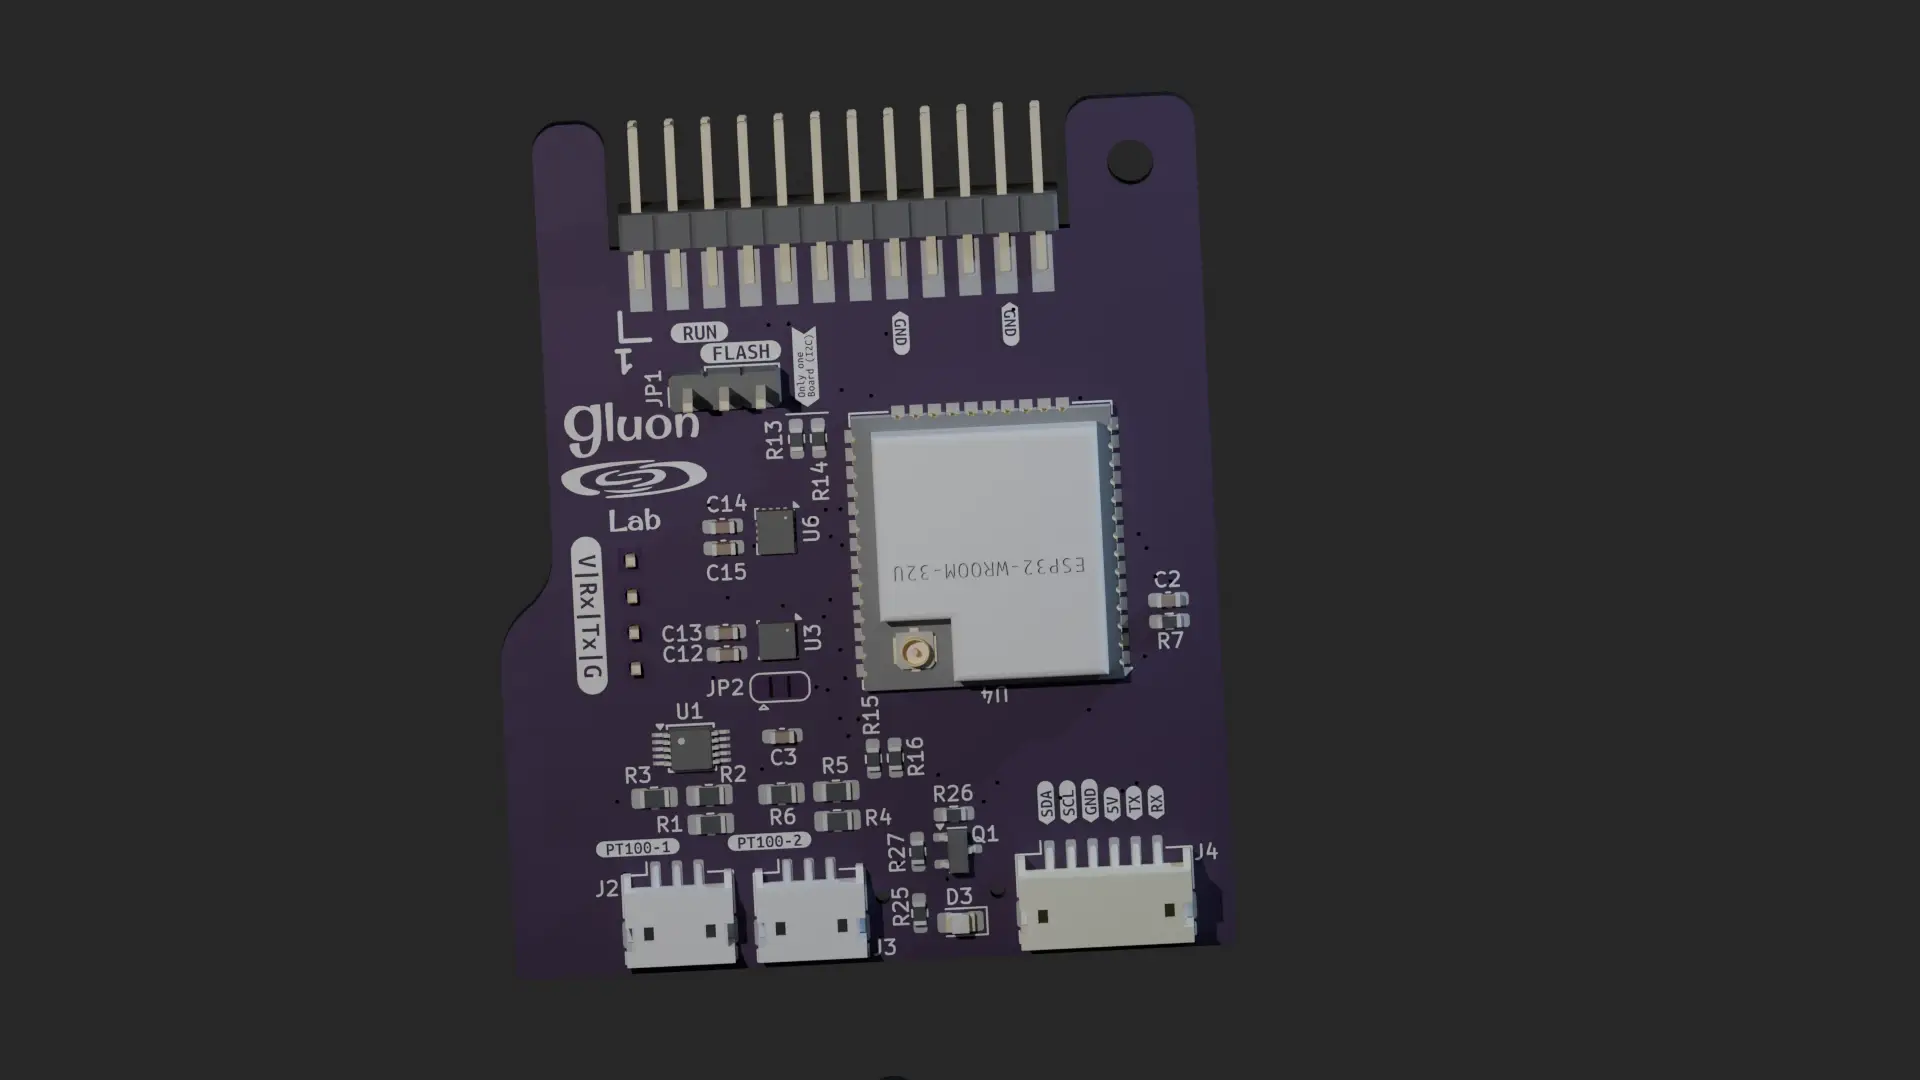 1
RUN
FLASH
Only one
Board (I2C)
GND
GND
JP1
gluon
Lab
R13
R14
C14
U6
C15
V|Rx|Tx|G
C13
U3
C12
JP2
ESP32-WROOM-32U
U4
C2
R7
U1
C3
R15
R16
R3
R2
R5
R1
R6
R4
R26
Q1
R27
SDA
SCL
GND
5V
TX
RX
PT100-1
PT100-2
J2
J3
R25
D3
J4